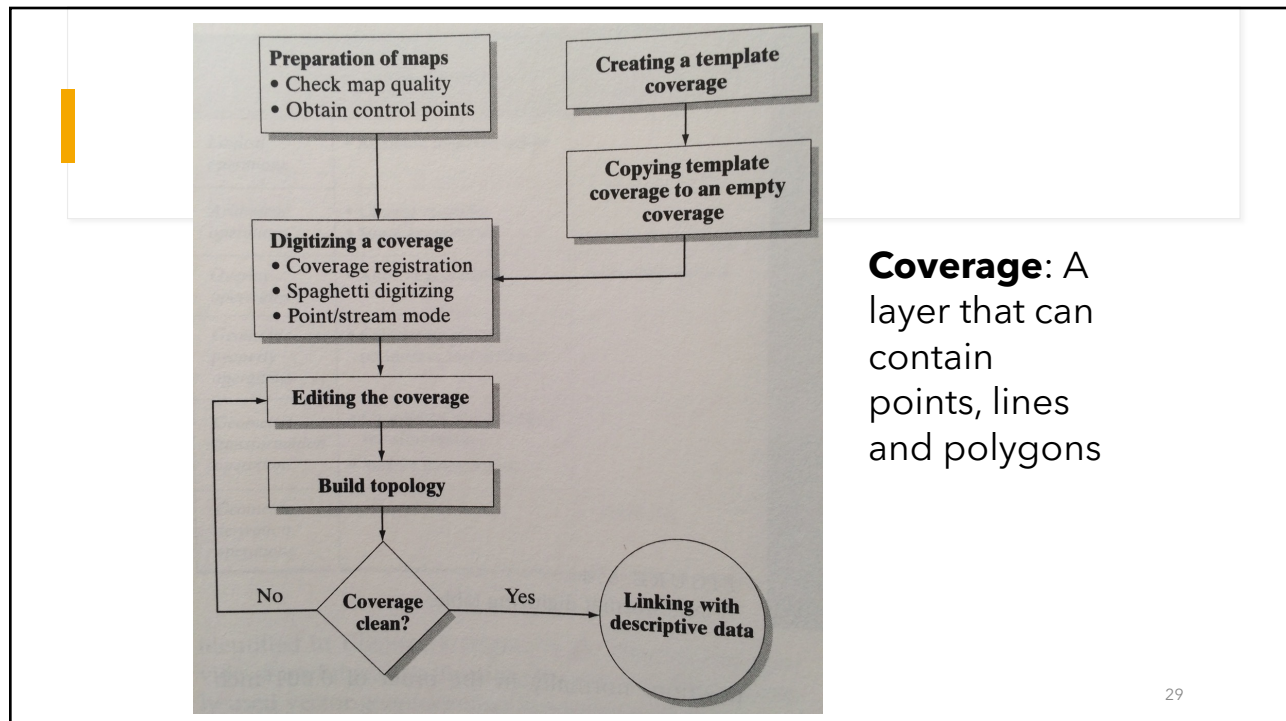 Preparation of maps
• Check map quality
• Obtain control points
Creating a template
coverage
Copying template
coverage to an empty
coverage
Digitizing a coverage
• Coverage registration
• Spaghetti digitizing
• Point/stream mode
Editing the coverage
Build topology
Coverage
clean?
No
Yes
Linking with
descriptive data
Coverage: A
layer that can
contain
points, lines
and polygons
29